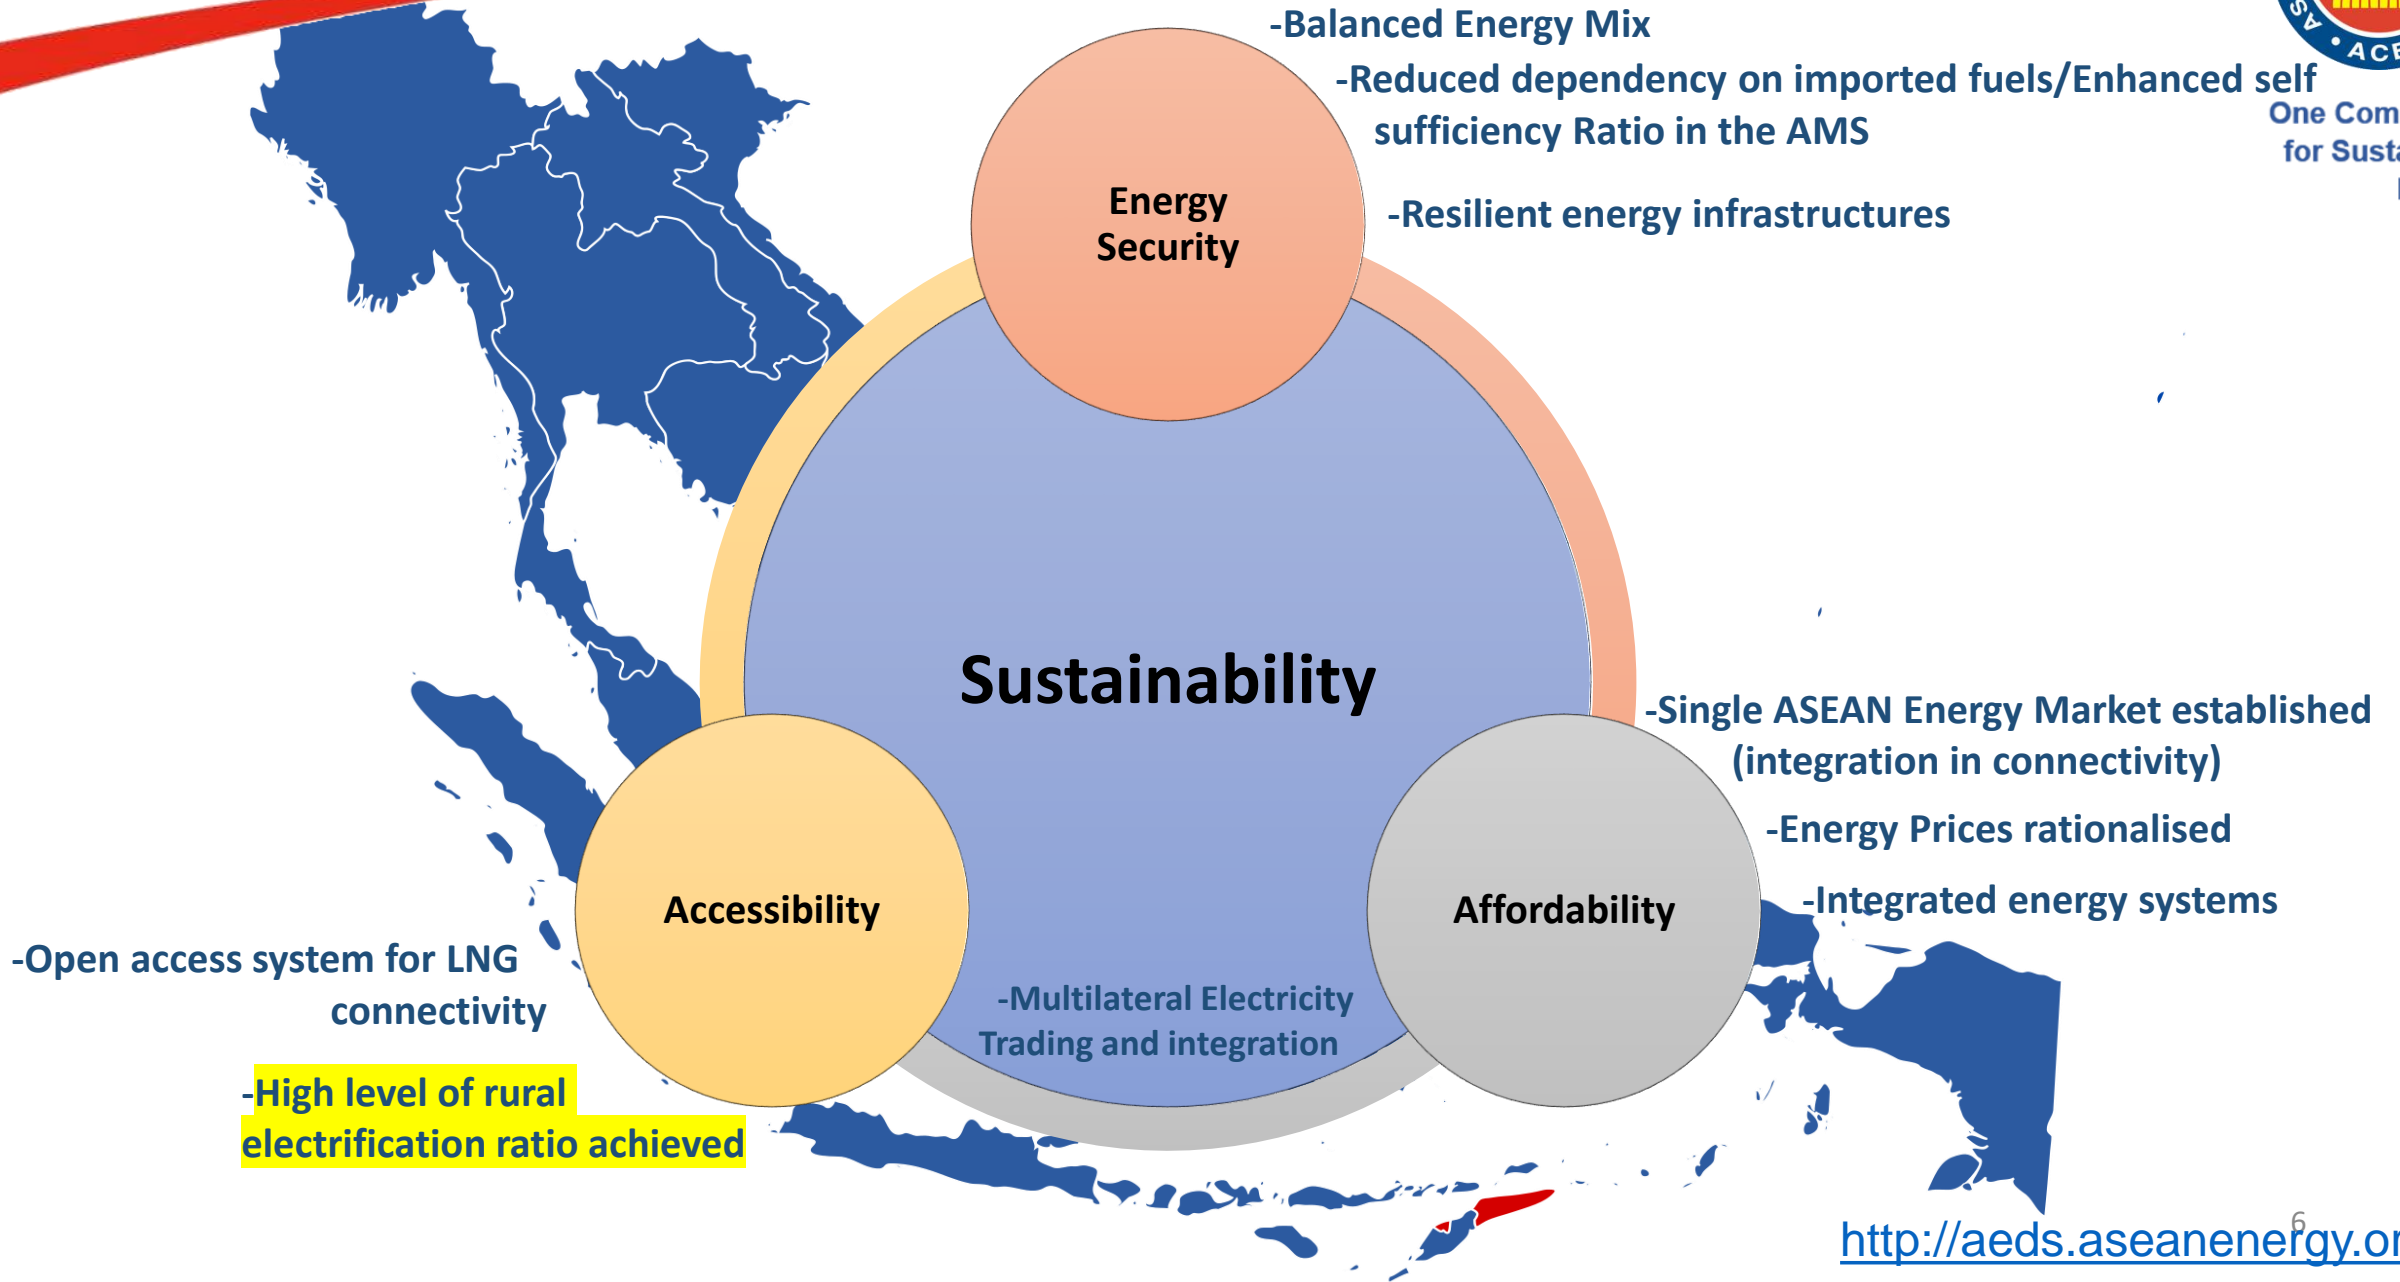 -Balanced Energy Mix
-Reduced dependency on imported fuels/Enhanced self
sufficiency Ratio in the AMS
-Resilient energy infrastructures
ACE
One Com
for Susta
Energy
Security
Sustainability
-Single ASEAN Energy Market established
(integration in connectivity)
-Energy Prices rationalised
-Integrated energy systems
Accessibility
Affordability
-Open access system for LNG
connectivity
-Multilateral Electricity
Trading and integration
-High level of rural
electrification ratio achieved
6
http://aeds.aseanenergy.or